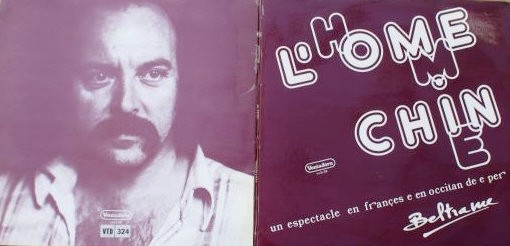 Ventadorn
VTD 324
L'HOME
M.
CHIN
E
Ventadorn
un espectacle en françes e en occitan de e per
Beltrame